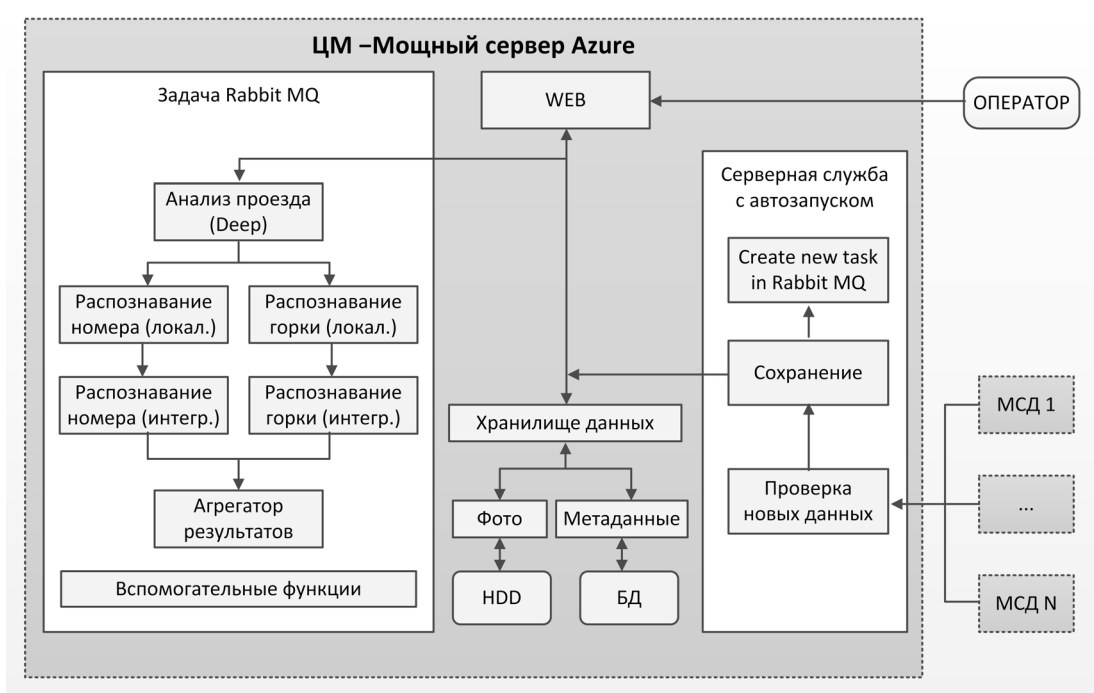 ЦМ –Мощный сервер Azure
Задача Rabbit MQ
Анализ проезда
(Deep)
Распознавание
номера (локал.)
Распознавание
горки (локал.)
Распознавание
номера (интегр.)
Распознавание
горки (интегр.)
Агрегатор
результатов
Вспомогательные функции
WEB
Хранилище данных
Фото
Метаданные
HDD
БД
Серверная служба
с автозапуском
Create new task
in Rabbit MQ
Сохранение
Проверка
новых данных
ОПЕРАТОР
МСД 1
...
МСД N